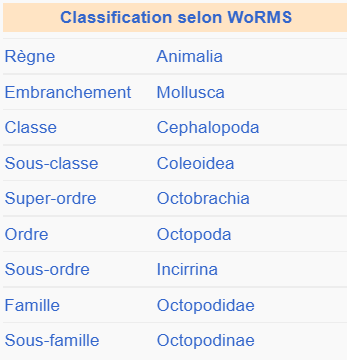 Classification selon WoRMS
Règne Animalia
Embranchement Mollusca
Classe Cephalopoda
Sous-classe Coleoidea
Super-ordre Octobrachia
Ordre Octopoda
Sous-ordre Incirrina
Famille Octopodidae
Sous-famille Octopodinae